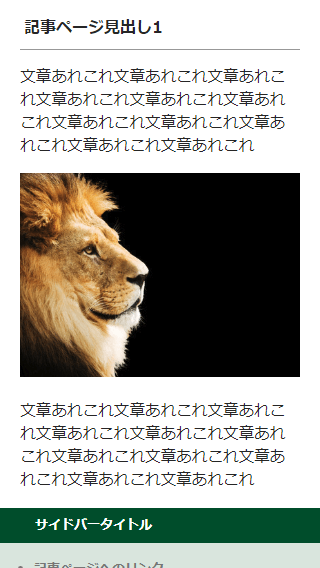 記事ページ見出し1
文章あれこれ文章あれこれ文章あれこ
れ文章あれこれ文章あれこれ文章あれ
これ文章あれこれ文章あれこれ文章あ
れこれ文章あれこれ文章あれこれ
文章あれこれ文章あれこれ文章あれこ
れ文章あれこれ文章あれこれ文章あれ
これ文章あれこれ文章あれこれ文章あ
れこれ文章あれこれ文章あれこれ
サイドバータイトル
記事ページへのリンク